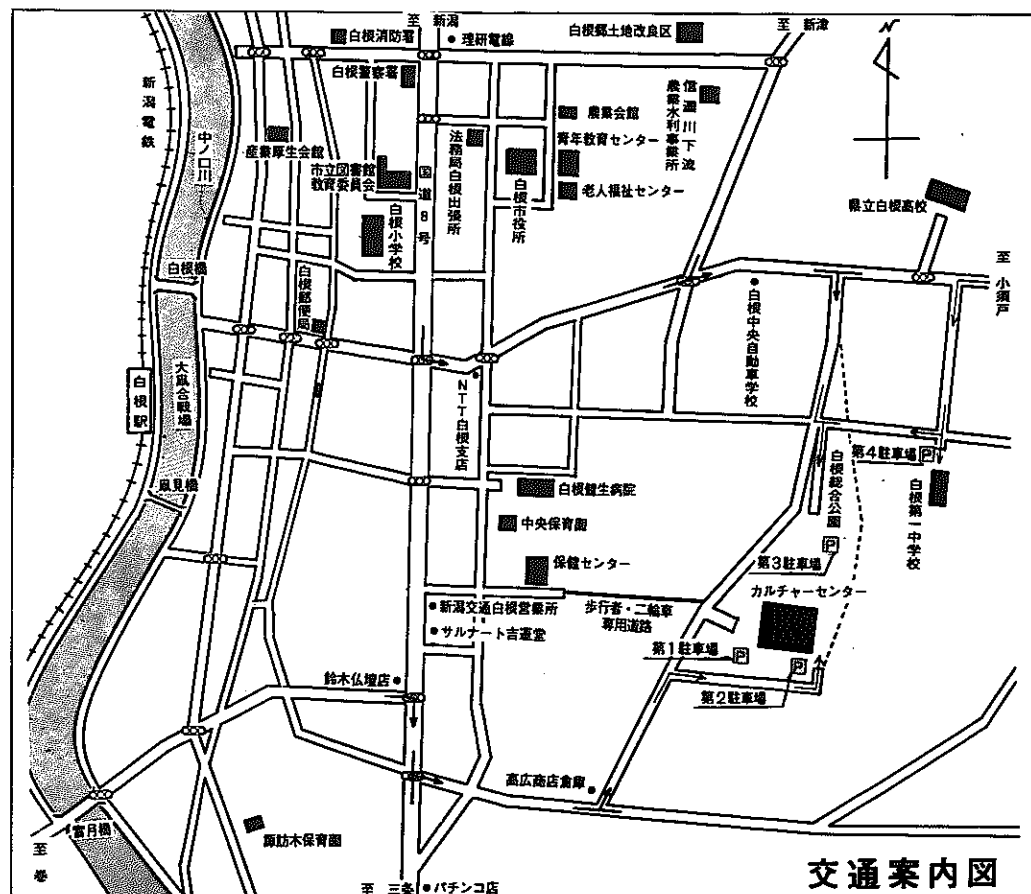 至 新潟
白根消防署
理研電線
白根郷土地改良区
至 新津
N
新潟電鉄
白根警察署
信濃川下流
農業水利事業所
農業会館
青年教育センター
中ノ口川
産業厚生会館
法務局白根出張所
市立図書館
教育委員会
国道8号
白根市役所
老人福祉センター
県立白根高校
白根小学校
至 小須戸
白根橋
白根郵便局
白根中央自動車学校
大凧合戦場
白根駅
NTT白根支店
凧見橋
第4駐車場
P
白根総合公園
白根第一中学校
白根健生病院
中央保育園
P
第3駐車場
保健センター
カルチャーセンター
新潟交通白根営業所
歩行者・二輪車
専用道路
サルナート吉運堂
第1駐車場
P
P
第2駐車場
鈴木仏壇店
高広商店倉庫
富月橋
諏訪木保育園
至 巻
至 三条
パチンコ店
交通案内図